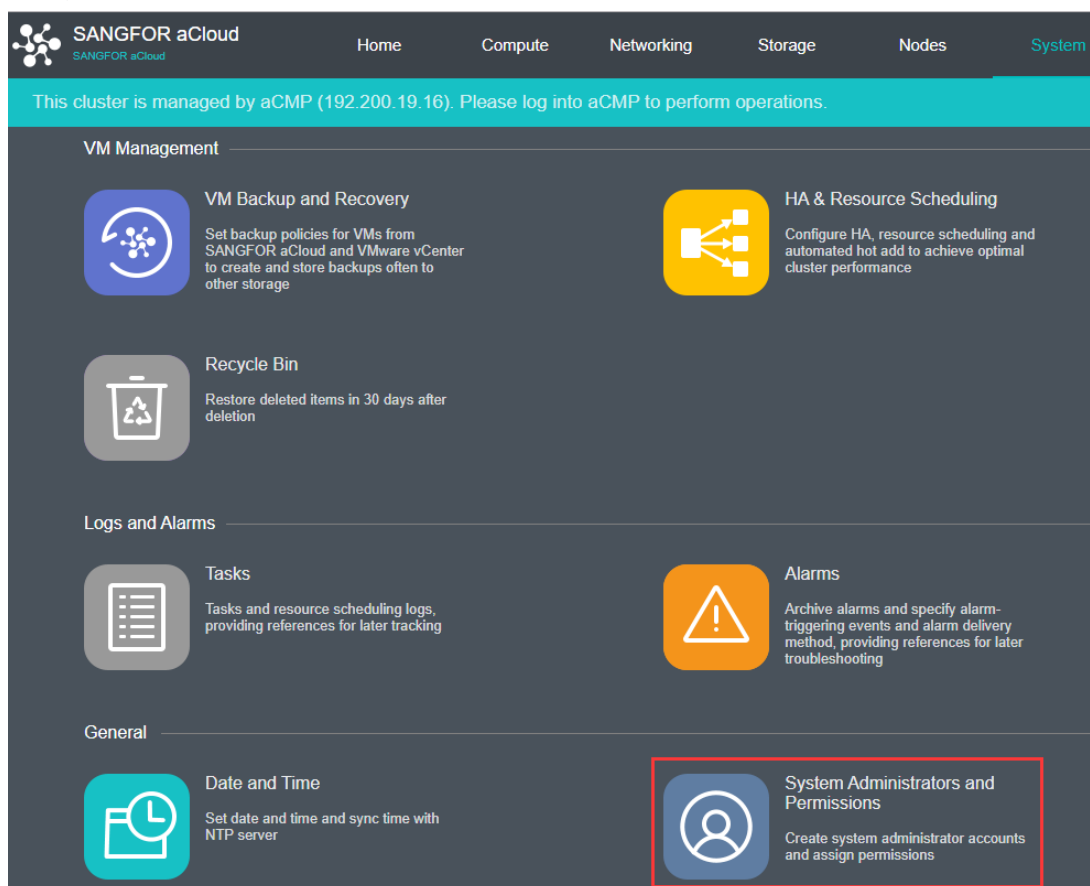 SANGFOR aCloud
SANGFOR aCloud
Home Compute Networking Storage Nodes System
This cluster is managed by aCMP (192.200.19.16). Please log into aCMP to perform operations.
VM Management
VM Backup and Recovery
Set backup policies for VMs from
SANGFOR aCloud and VMware vCenter
to create and store backups often to
other storage
HA & Resource Scheduling
Configure HA, resource scheduling and
automated hot add to achieve optimal
cluster performance
Recycle Bin
Restore deleted items in 30 days after
deletion
Logs and Alarms
Tasks
Tasks and resource scheduling logs,
providing references for later tracking
Alarms
Archive alarms and specify alarm-
triggering events and alarm delivery
method, providing references for later
troubleshooting
General
Date and Time
Set date and time and sync time with
NTP server
System Administrators and
Permissions
Create system administrator accounts
and assign permissions